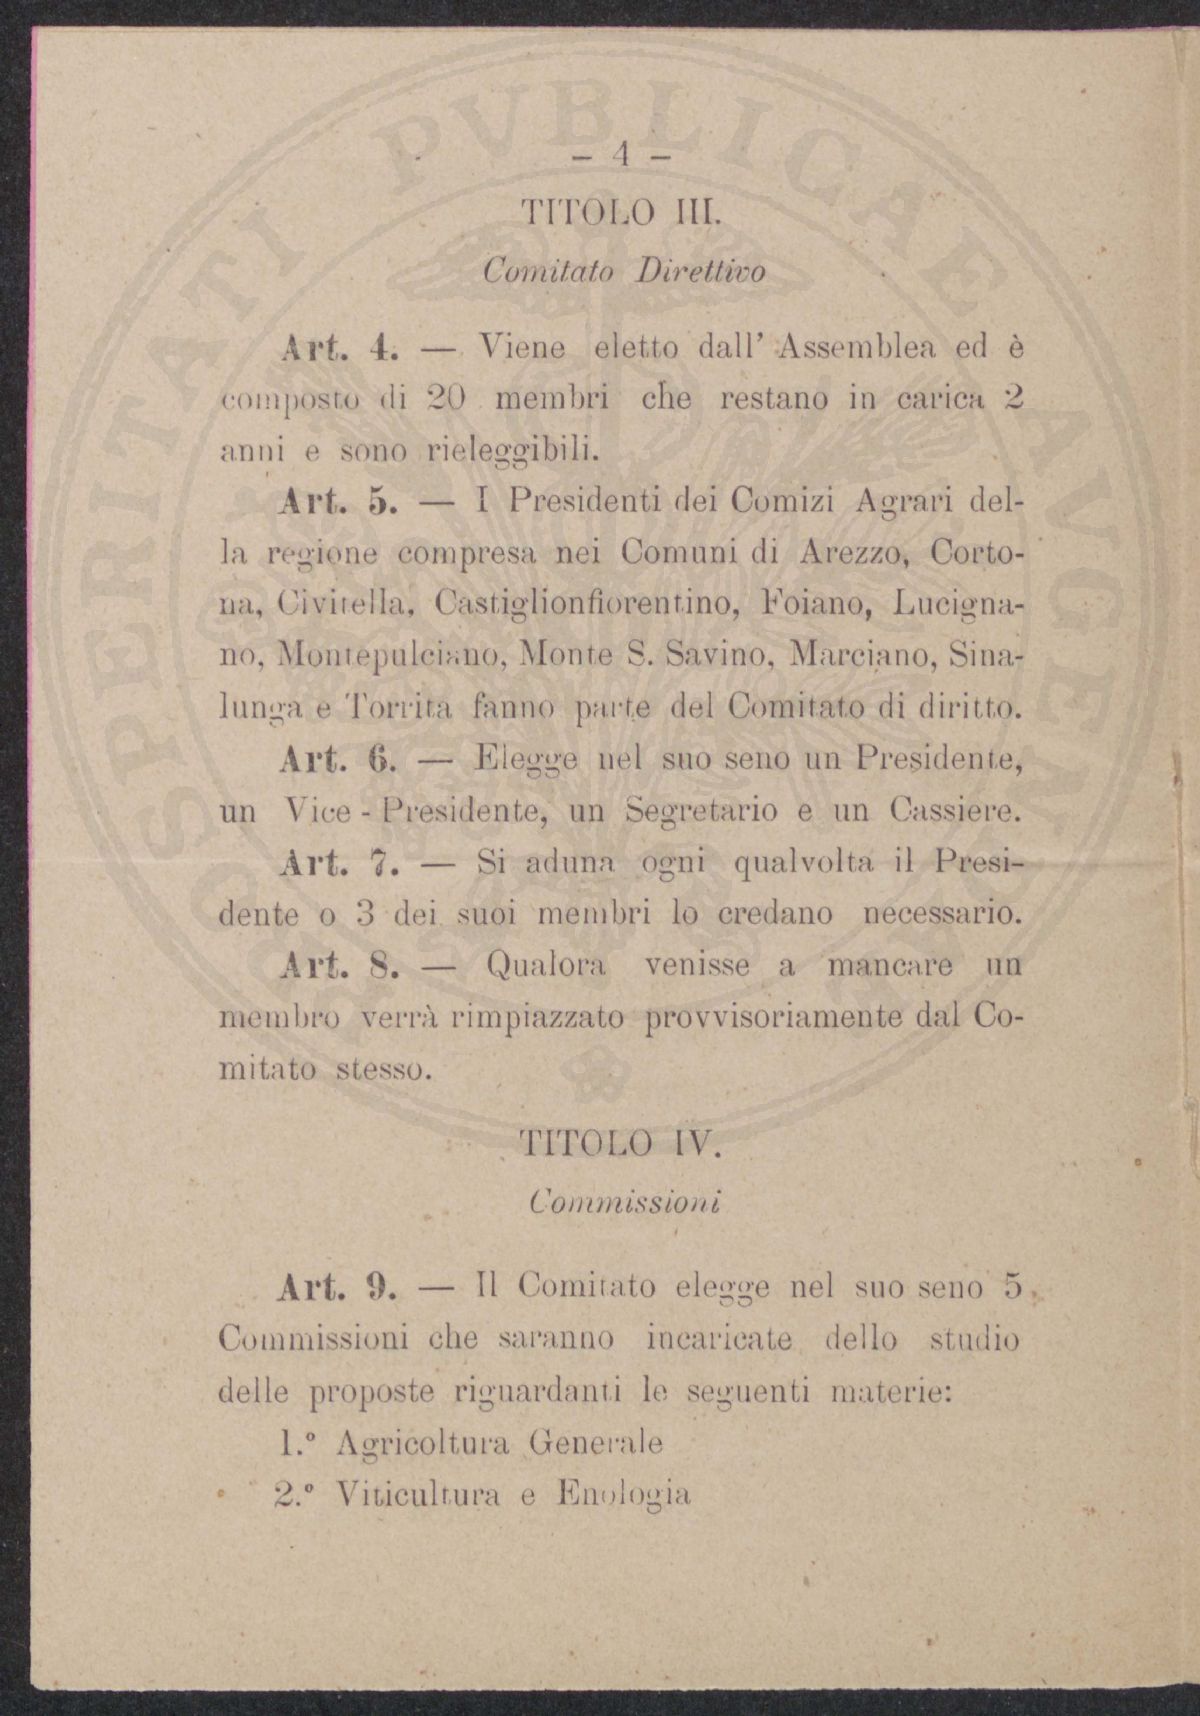 – 4 –
TITOLO III.
Comitato Direttivo
Art. 4. — Viene eletto dall' Assemblea ed è
composto di 20 membri che restano in carica 2
anni e sono rieleggibili.
Art. 5. — I Presidenti dei Comizi Agrari del-
la regione compresa nei Comuni di Arezzo, Corto-
na, Civitella, Castiglionfiorentino, Foiano, Lucigna-
no, Montepulciano, Monte S. Savino, Marciano, Sina-
lunga e Torrita fanno parte del Comitato di diritto.
Art. 6. — Elegge nel suo seno un Presidente,
un Vice - Presidente, un Segretario e un Cassiere.
Art. 7. — Si aduna ogni qualvolta il Presi-
dente o 3 dei suoi membri lo credano necessario.
Art. 8. — Qualora venisse a mancare un
membro verrà rimpiazzato provvisoriamente dal Co-
mitato stesso.
TITOLO IV.
Commissioni
Art. 9. — Il Comitato elegge nel suo seno 5
Commissioni che saranno incaricate dello studio
delle proposte riguardanti le seguenti materie:
1.º Agricoltura Generale
2.º Viticultura e Enologia
PUBLICAE